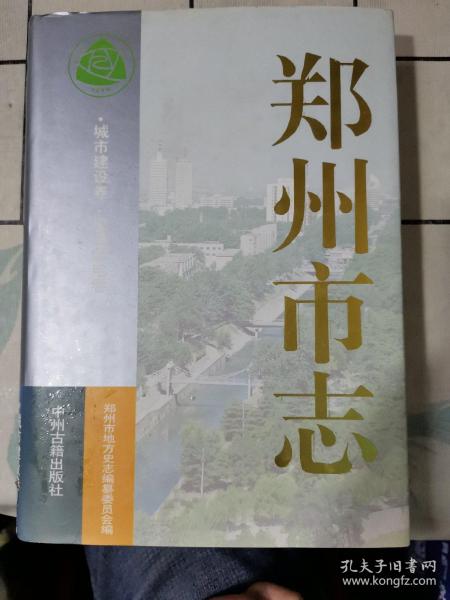 郑州市志
·城市建设卷·
郑州市地方史志编纂委员会编
中州古籍出版社
孔夫子旧书网
www.kongfz.com